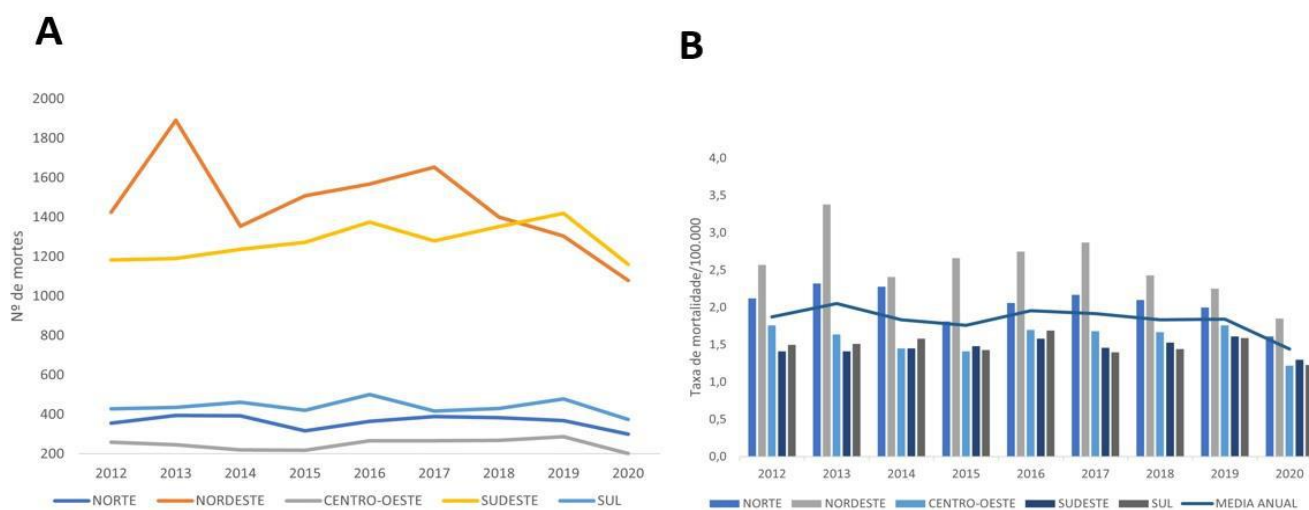 A
Nº de mortes
2000
1800
1600
1400
1200
1000
800
600
400
200
2012 2013 2014 2015 2016 2017 2018 2019 2020
NORTE NORDESTE CENTRO-OESTE SUDESTE SUL
B
Taxa de mortalidade/100.000
4,0
3,5
3,0
2,5
2,0
1,5
1,0
0,5
0,0
2012 2013 2014 2015 2016 2017 2018 2019 2020
NORTE NORDESTE CENTRO-OESTE SUDESTE SUL MEDIA ANUAL